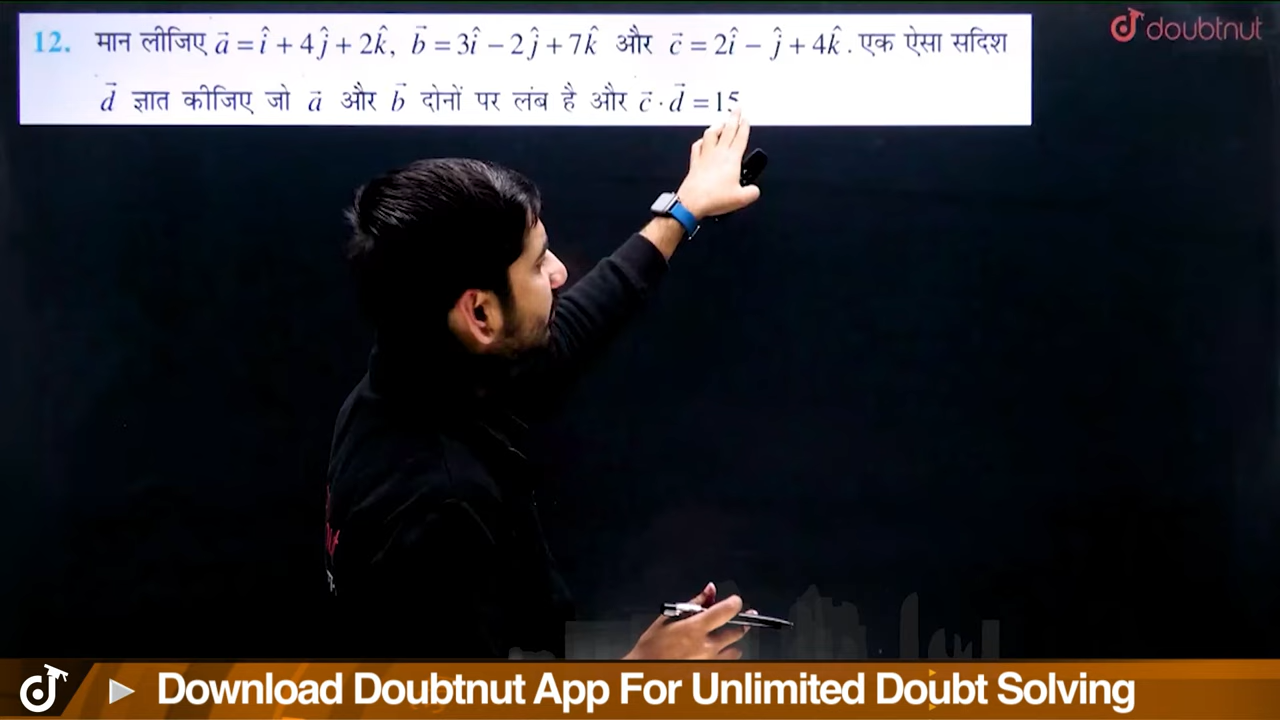 doubtnut
12. मान लीजिए a⃗ = î + 4ĵ + 2k̂, b⃗ = 3î − 2ĵ + 7k̂ और c⃗ = 2î − ĵ + 4k̂. एक ऐसा सदिश
d⃗ ज्ञात कीजिए जो a⃗ और b⃗ दोनों पर लंब है और c⃗ · d⃗ = 15
Download Doubtnut App For Unlimited Doubt Solving